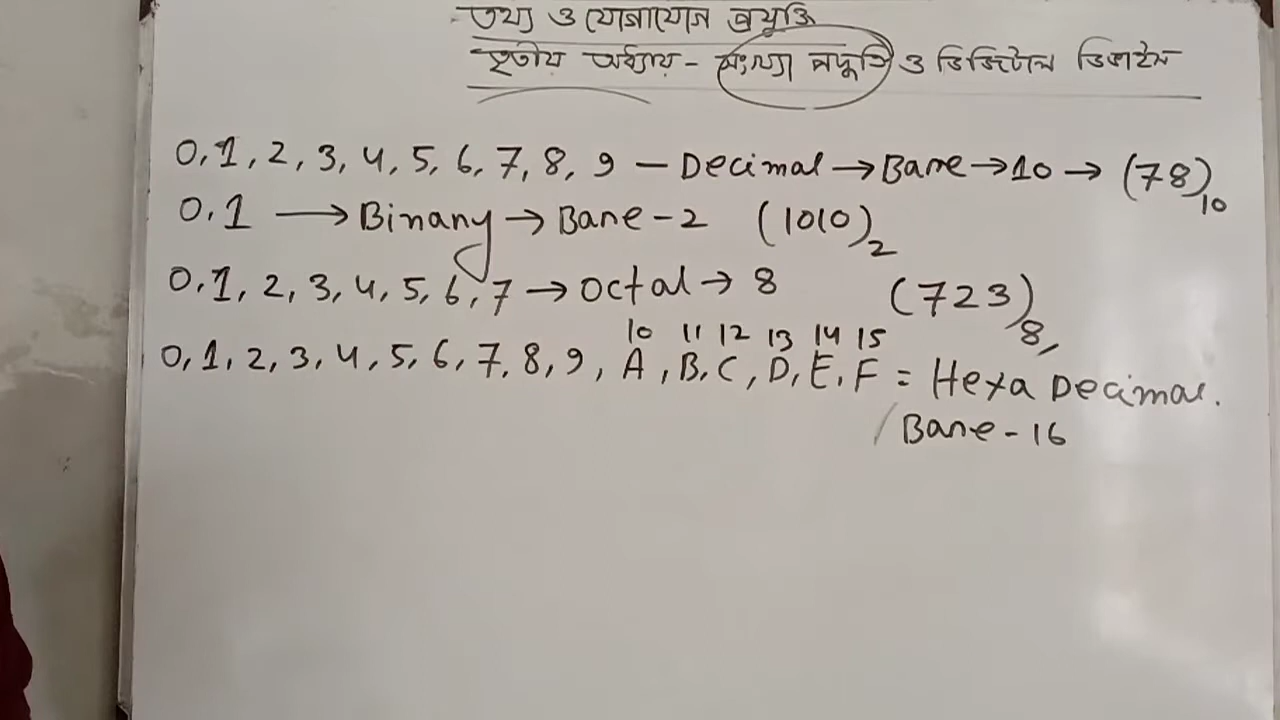 তথ্য ও যোগাযোগ প্রযুক্তি
তৃতীয় অধ্যায় - সংখ্যা পদ্ধতি ও ডিজিটাল ডিভাইস
0, 1, 2, 3, 4, 5, 6, 7, 8, 9 — Decimal → Base → 10 → (78)₁₀
0.1 → Binary → Base - 2 (1010)₂
0, 1, 2, 3, 4, 5, 6, 7 → Octal → 8 (723)₈,
10 11 12 13 14 15
0, 1, 2, 3, 4, 5, 6, 7, 8, 9, A, B, C, D, E, F = Hexa Decimal.
Base - 16